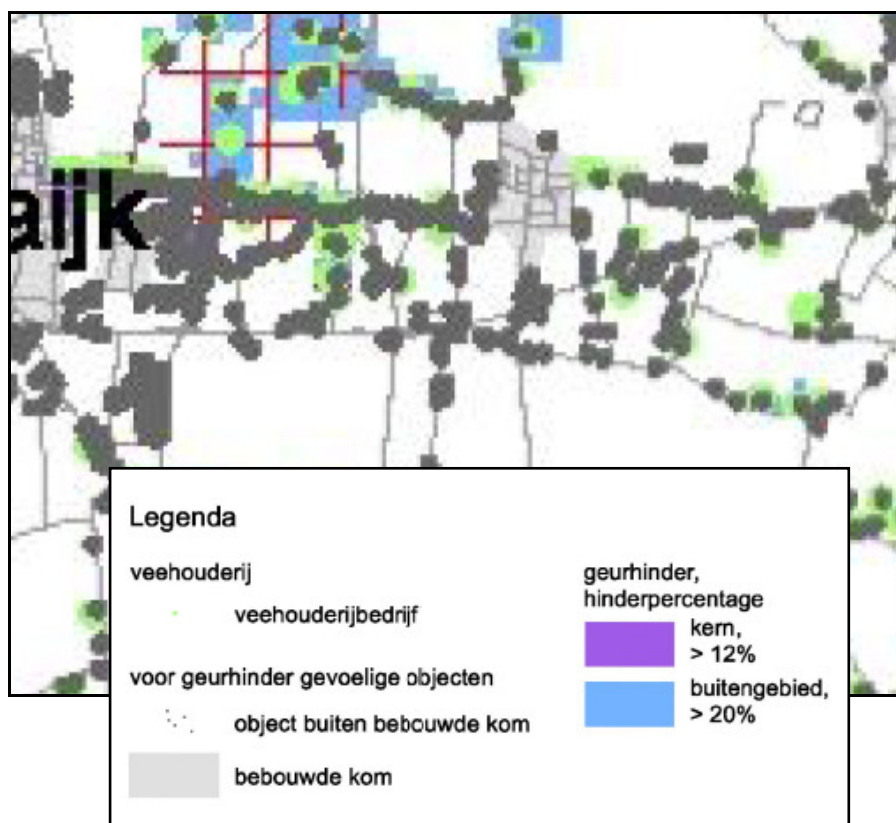 aijk
Legenda
veehouderij
veehouderijbedrijf
voor geurhinder gevoelige objecten
object buiten bebouwde kom
bebouwde kom
geurhinder,
hinderpercentage
kern,
> 12%
buitengebied,
> 20%